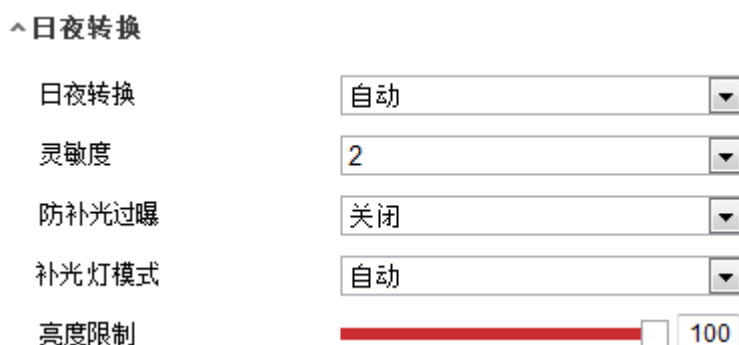 日夜转换
日夜转换 自动
灵敏度 2
防补光过曝 关闭
补光灯模式 自动
亮度限制 100